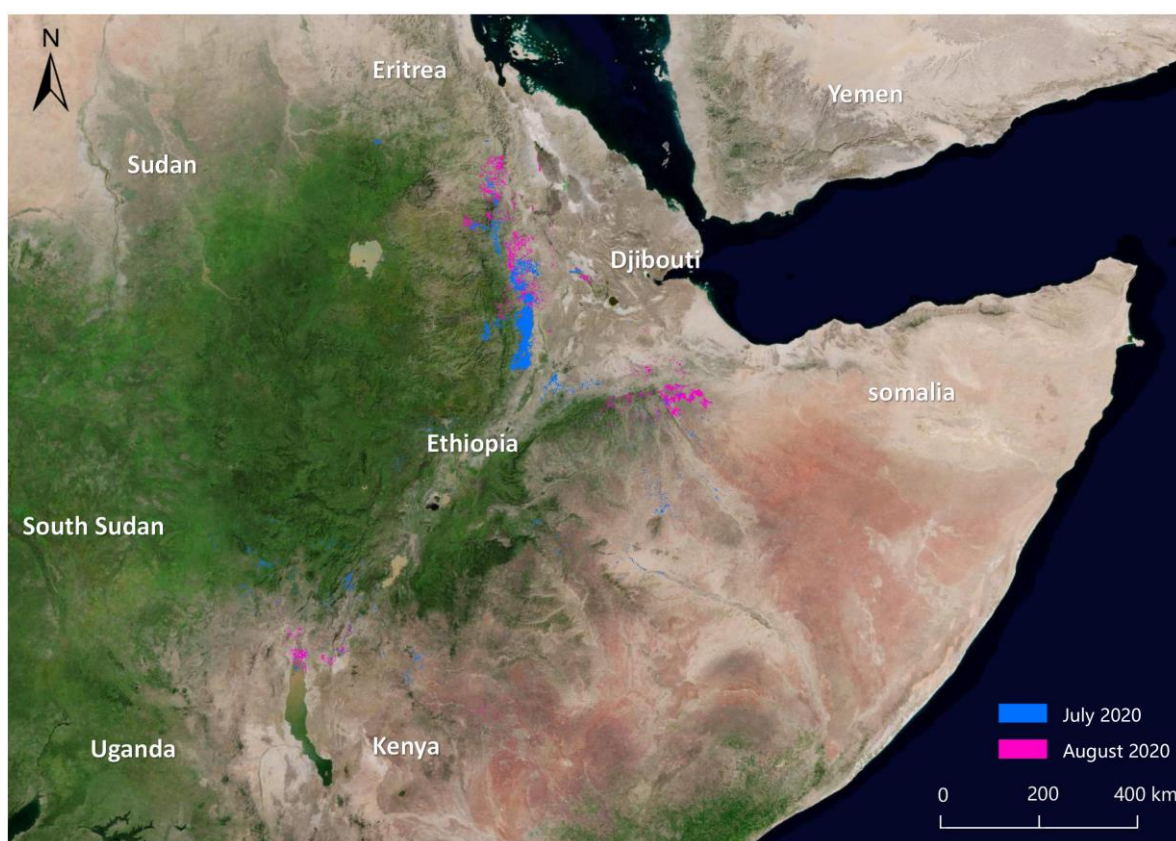 N
Eritrea
Yemen
Sudan
Djibouti
somalia
Ethiopia
South Sudan
July 2020
Uganda
Kenya
August 2020
0 200 400 km